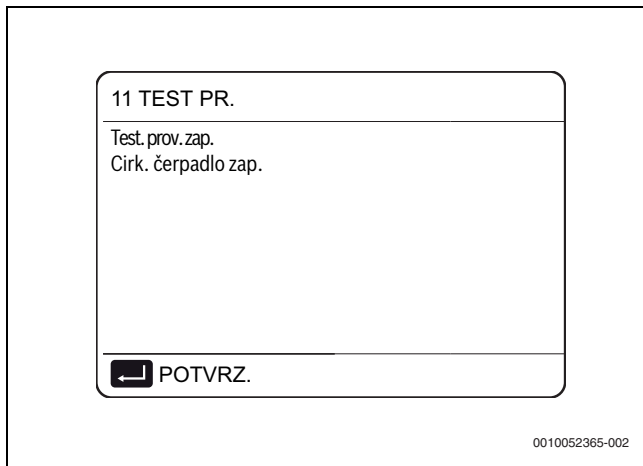 11 TEST PR.
Test. prov. zap.
Cirk. čerpadlo zap.
POTVRZ.
0010052365-002